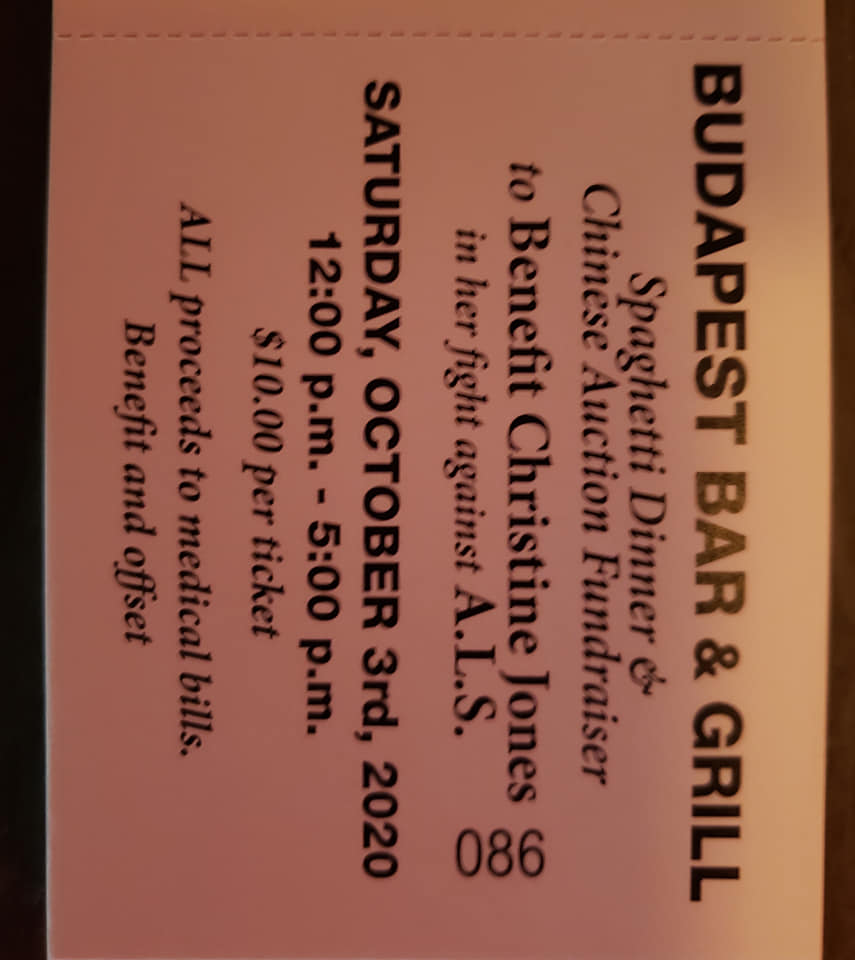 BUDAPEST BAR & GRILL
Spaghetti Dinner &
Chinese Auction Fundraiser
to Benefit Christine Jones
in her fight against A.L.S.
086
SATURDAY, OCTOBER 3rd, 2020
12:00 p.m. - 5:00 p.m.
$10.00 per ticket
ALL proceeds to medical bills.
Benefit and offset